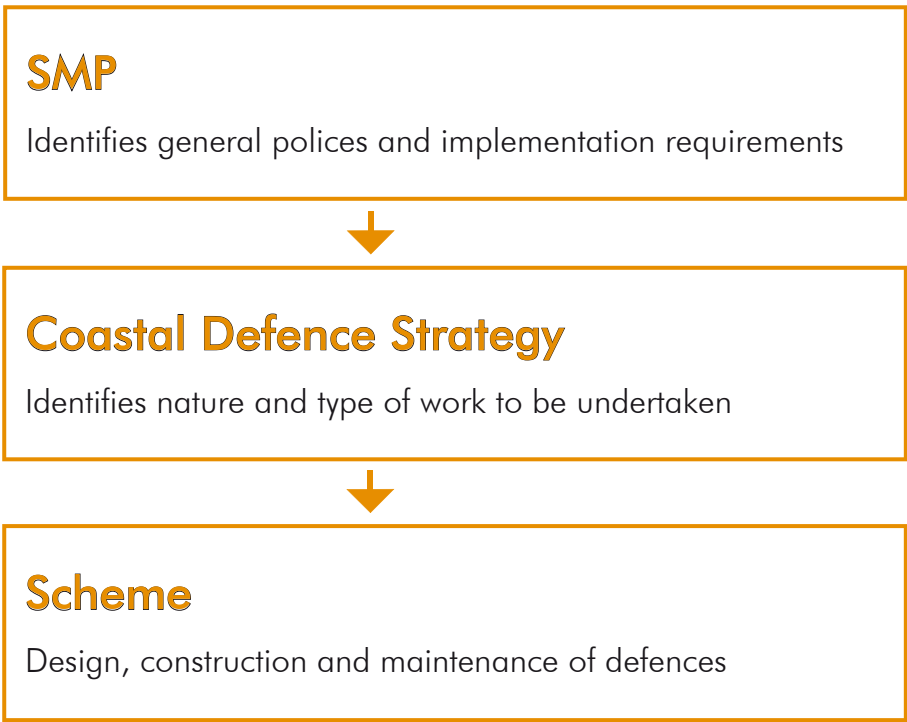 SMP
Identifies general polices and implementation requirements
Coastal Defence Strategy
Identifies nature and type of work to be undertaken
Scheme
Design, construction and maintenance of defences